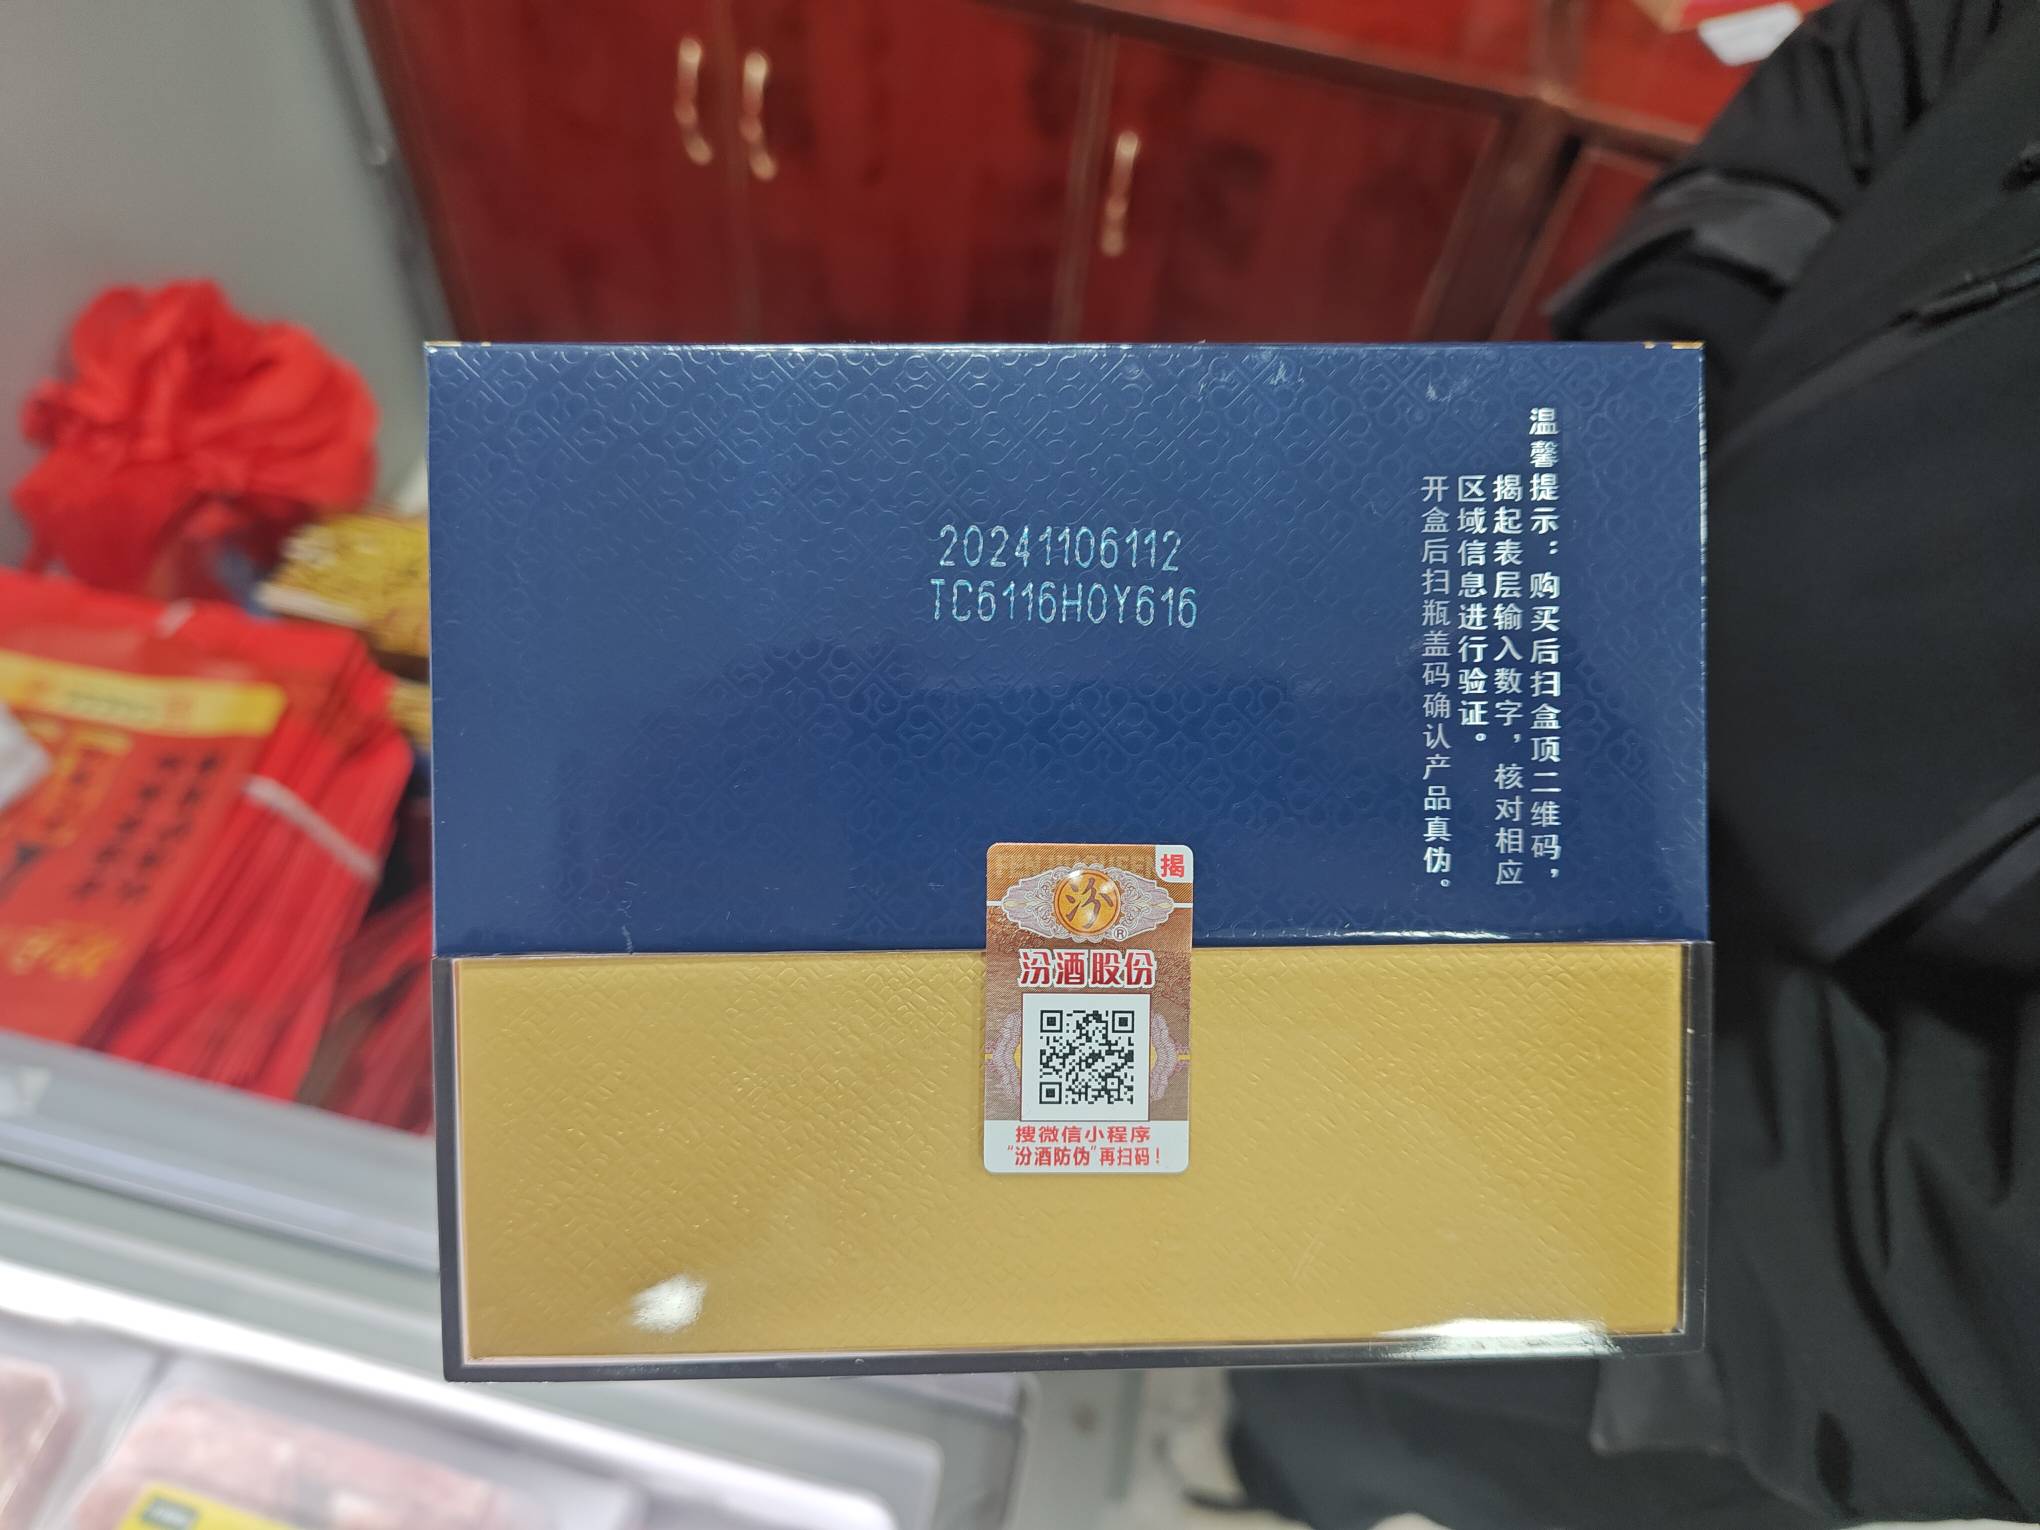 20241106112
TC6116H0Y616
温馨提示：购买后扫盒顶二维码，
揭起表层输入数字，核对相应
区域信息进行验证。
开盒后扫瓶盖码确认产品真伪。
揭
汾
®
汾酒股份
搜微信小程序
"汾酒防伪"再扫码！